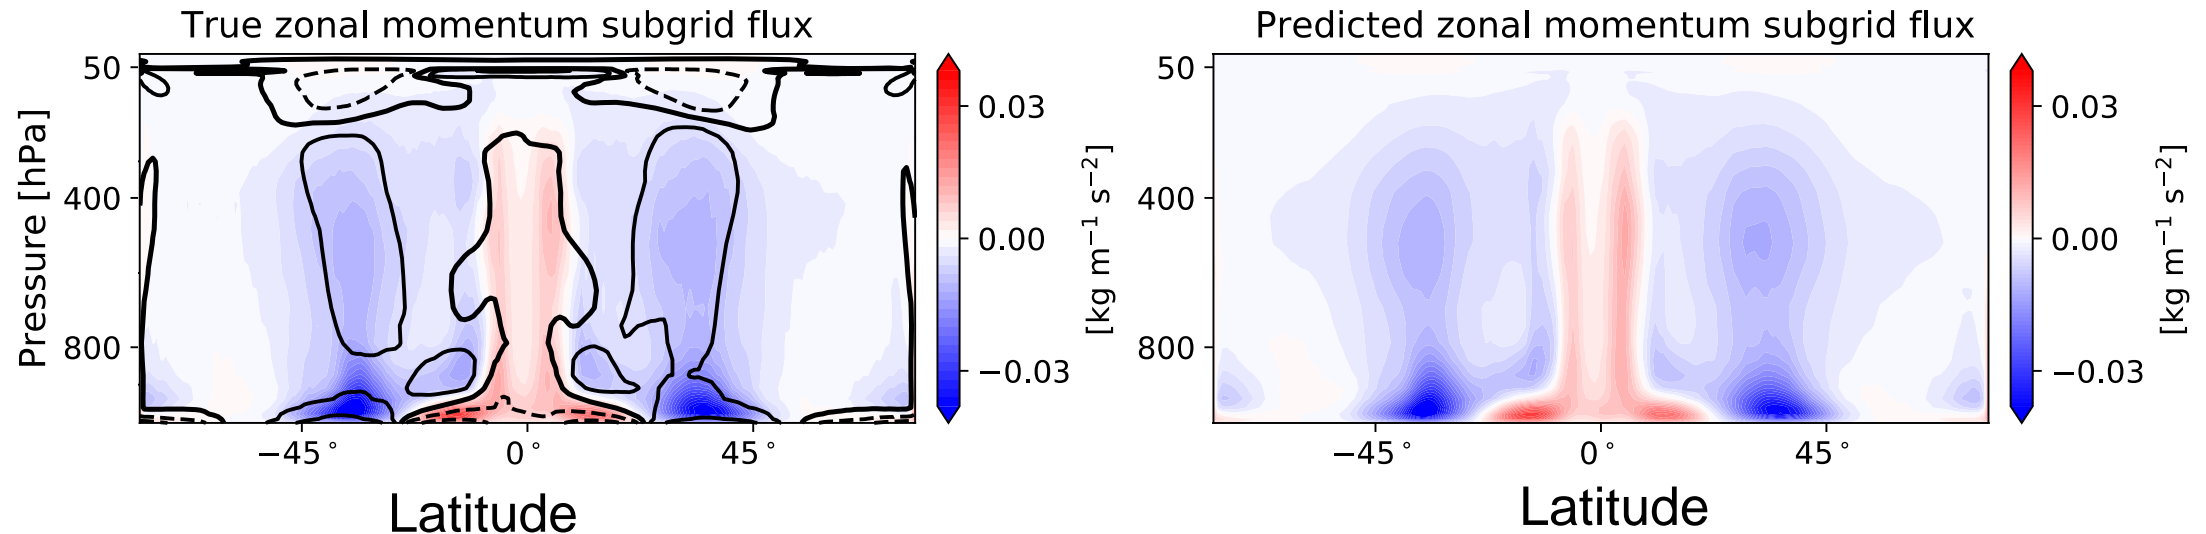 True zonal momentum subgrid flux
Pressure [hPa]
50
400
800
−45°
0°
45°
Latitude
0.03
0.00
−0.03
[kg m⁻¹ s⁻²]
Predicted zonal momentum subgrid flux
50
400
800
−45°
0°
45°
Latitude
0.03
0.00
−0.03
[kg m⁻¹ s⁻²]